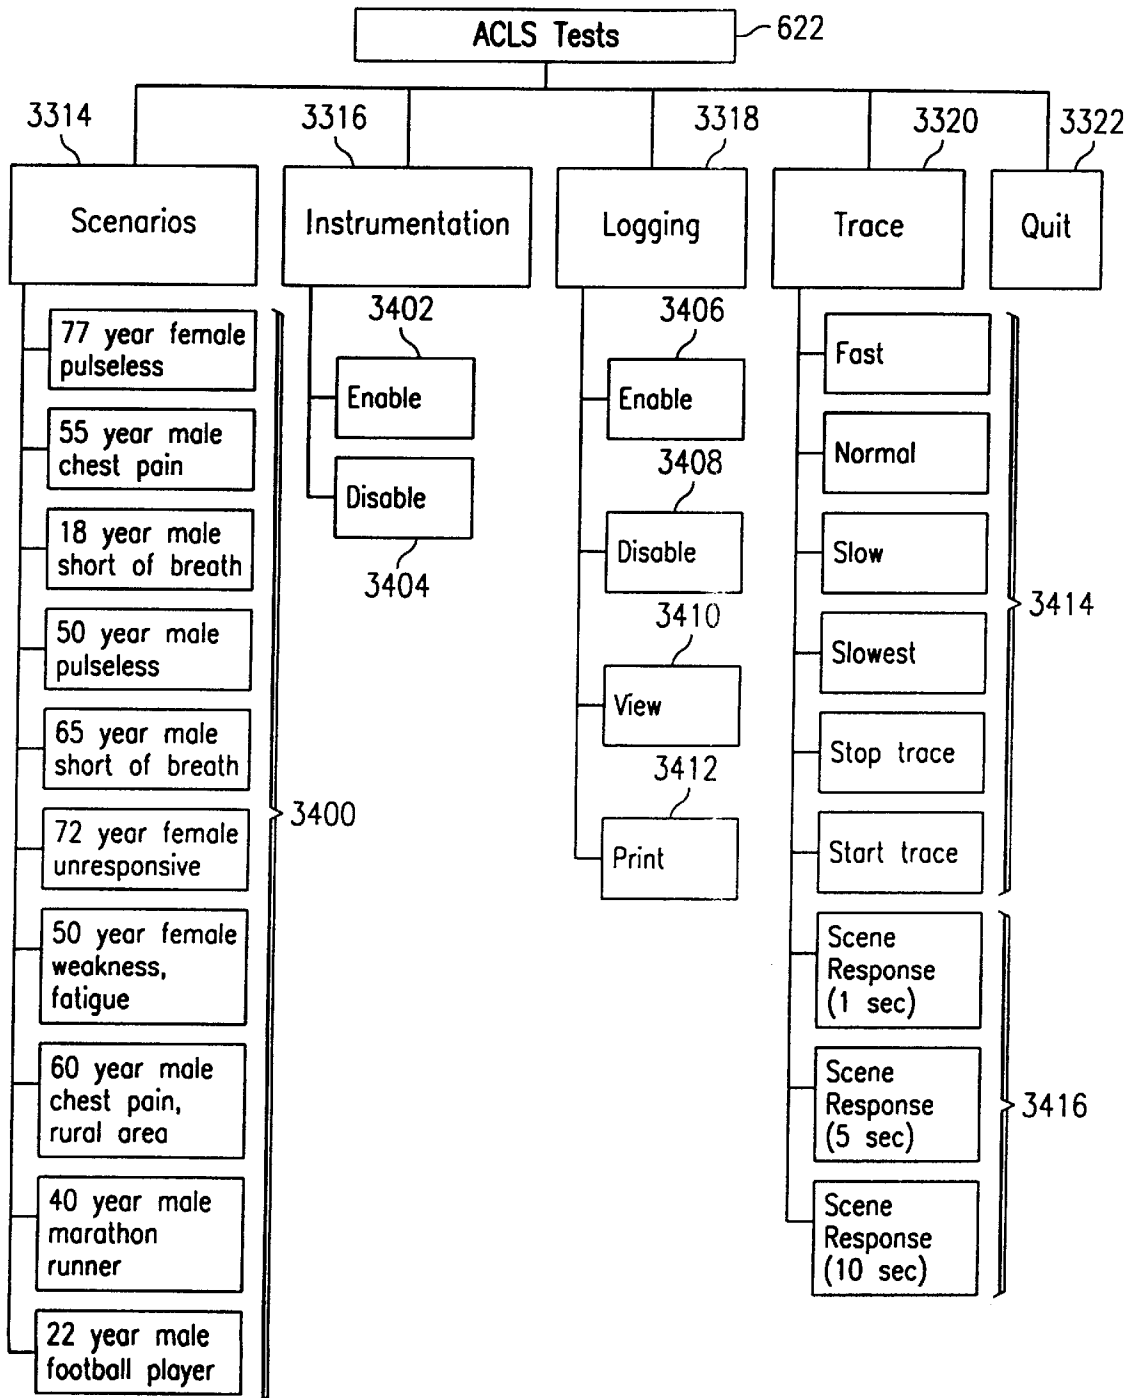 ACLS Tests
622
3314
3316
3318
3320
3322
Scenarios
Instrumentation
Logging
Trace
Quit
77 year female
pulseless
55 year male
chest pain
18 year male
short of breath
50 year male
pulseless
65 year male
short of breath
72 year female
unresponsive
50 year female
weakness,
fatigue
60 year male
chest pain,
rural area
40 year male
marathon
runner
22 year male
football player
3400
3402
Enable
Disable
3404
3406
Enable
3408
Disable
3410
View
3412
Print
Fast
Normal
Slow
Slowest
Stop trace
Start trace
3414
Scene
Response
(1 sec)
Scene
Response
(5 sec)
Scene
Response
(10 sec)
3416